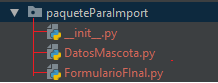 paqueteParaImport
__init__.py
DatosMascota.py
FormularioFInal.py